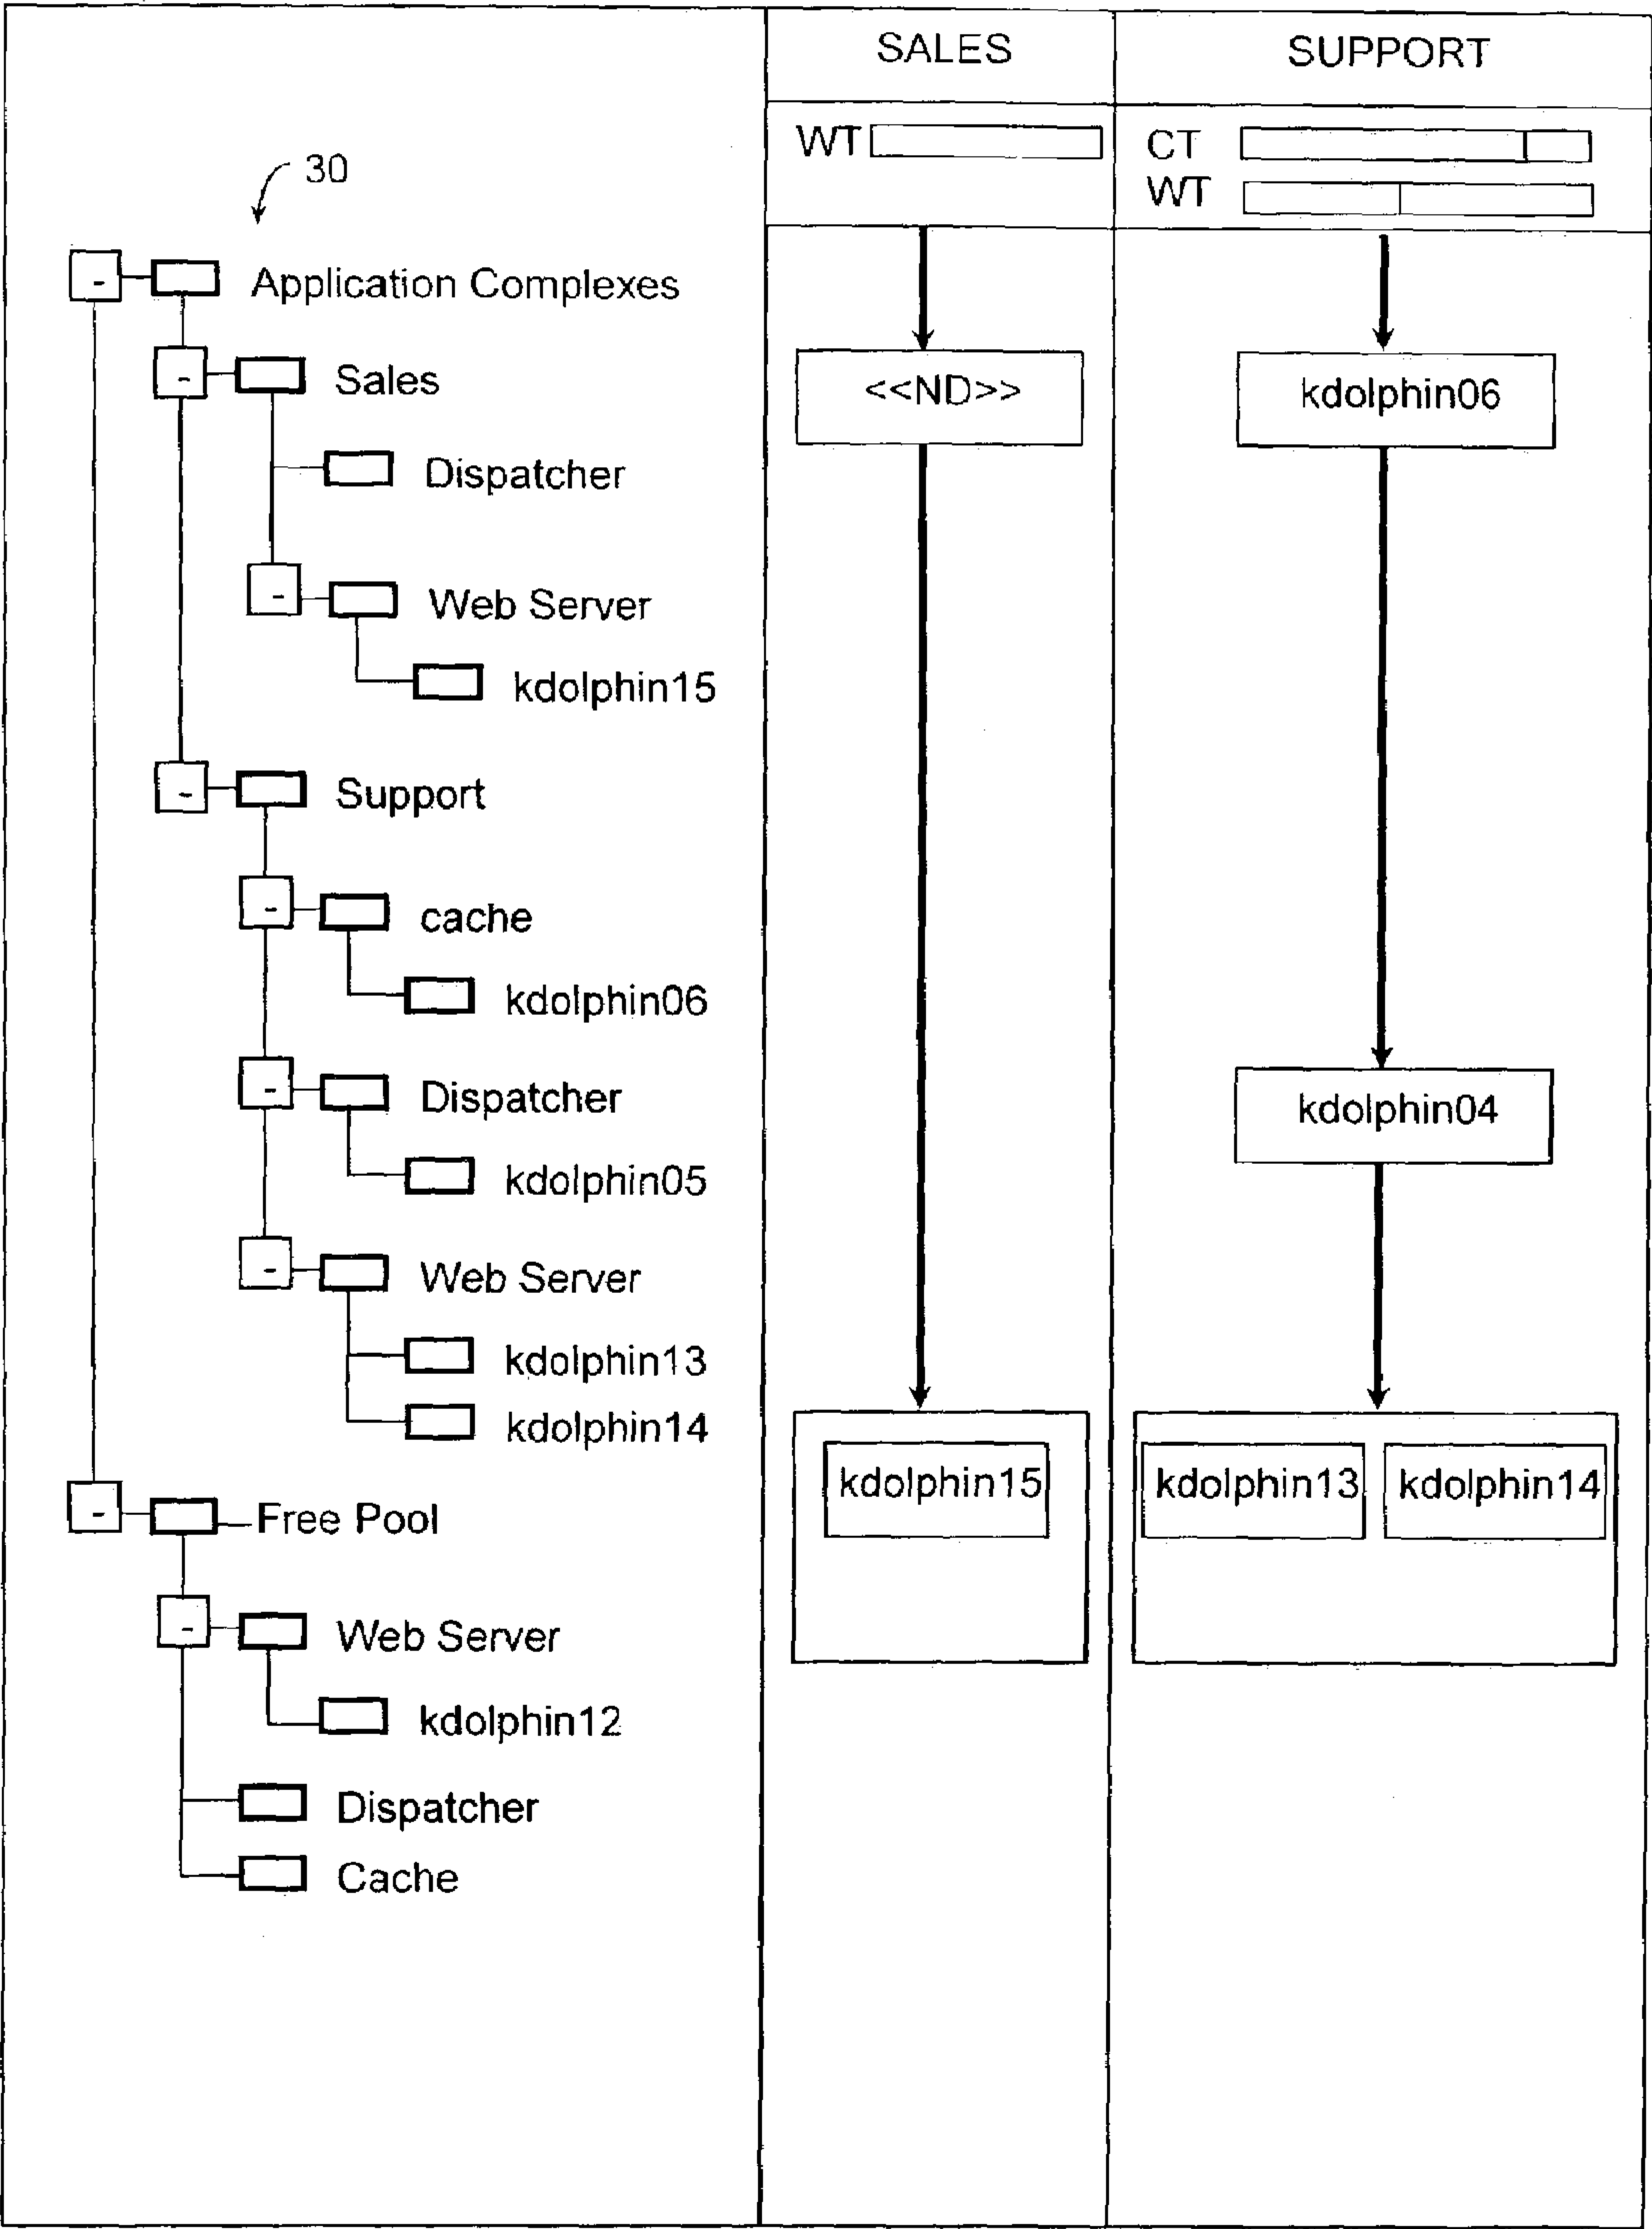 SALES
SUPPORT
WT
CT
WT
30
Application Complexes
Sales
Dispatcher
Web Server
kdolphin15
Support
cache
kdolphin06
Dispatcher
kdolphin05
Web Server
kdolphin13
kdolphin14
Free Pool
Web Server
kdolphin12
Dispatcher
Cache
<<ND>>
kdolphin15
kdolphin06
kdolphin04
kdolphin13
kdolphin14